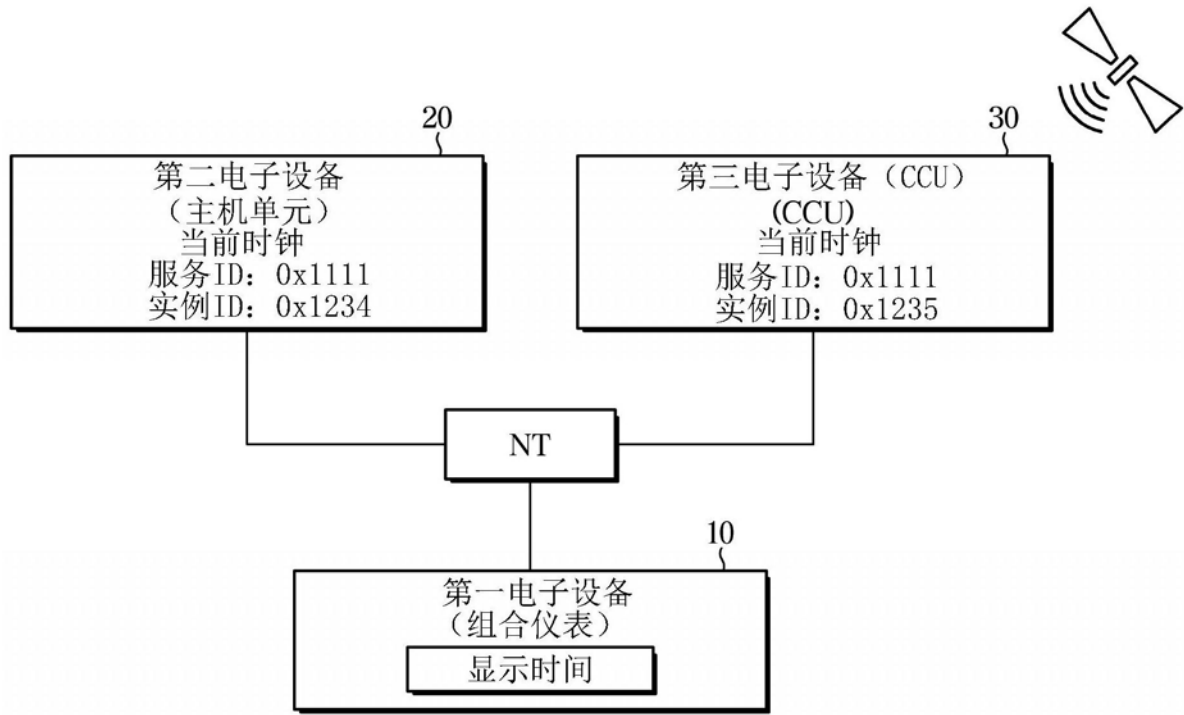 20
第二电子设备
（主机单元）
当前时钟
服务ID：0x1111
实例ID：0x1234
30
第三电子设备（CCU）
(CCU)
当前时钟
服务ID：0x1111
实例ID：0x1235
NT
10
第一电子设备
（组合仪表）
显示时间